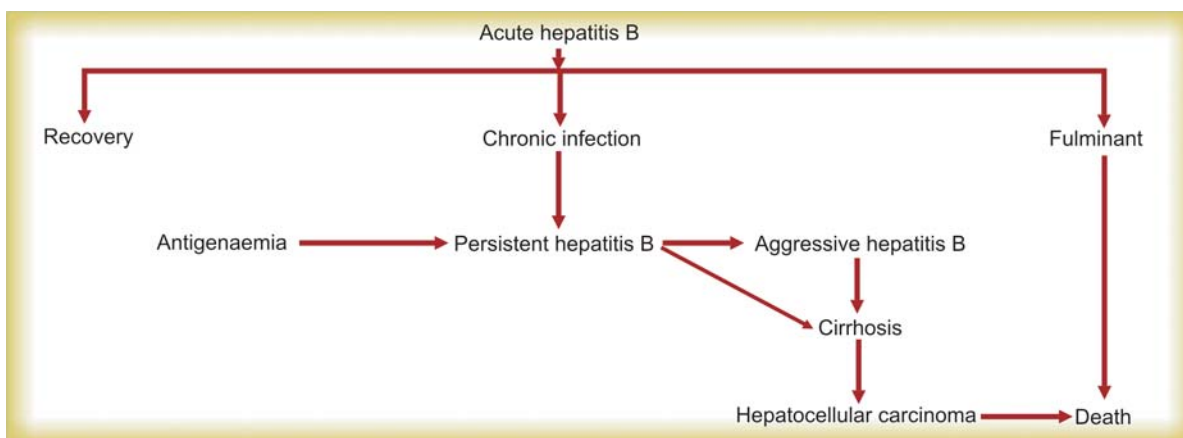 Acute hepatitis B
Recovery
Chronic infection
Fulminant
Antigenaemia
Persistent hepatitis B
Aggressive hepatitis B
Cirrhosis
Hepatocellular carcinoma
Death